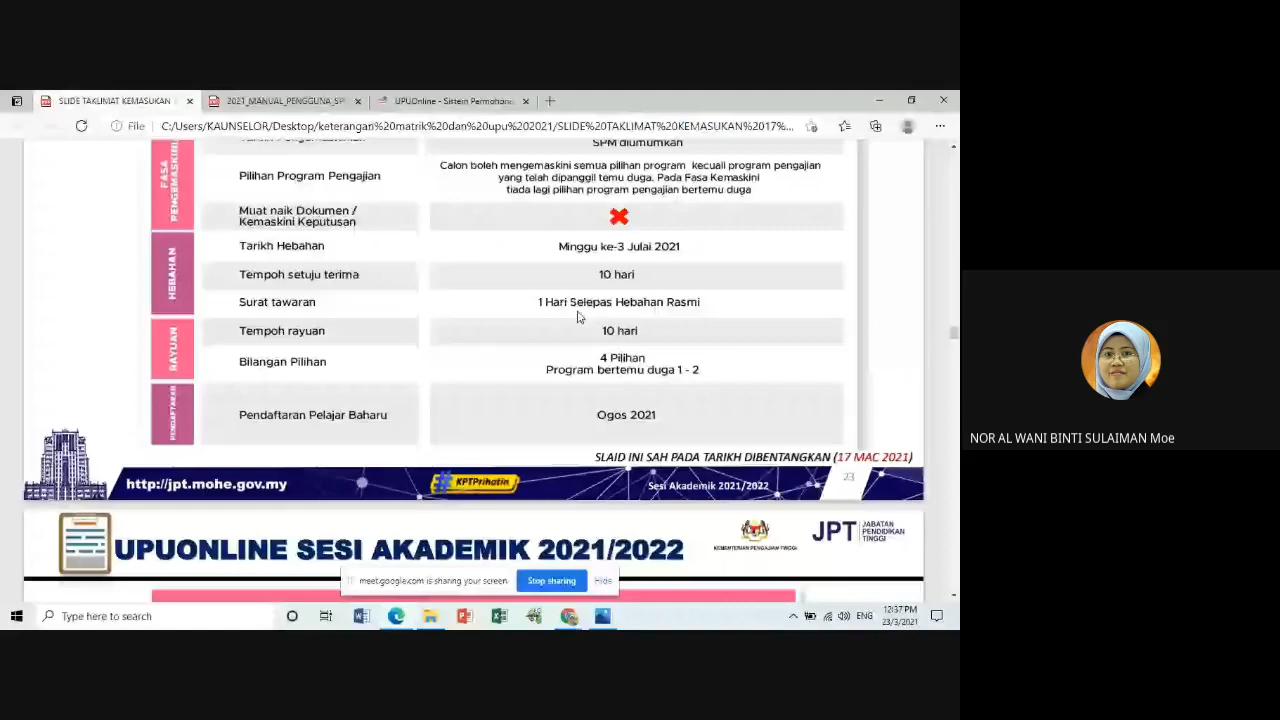 SLIDE TAKLIMAT KEMASUKAN
2021_MANUAL_PENGGUNA_SP
UPUOnline - Sistem Permohona
File
C:/Users/KAUNSELOR/Desktop/keterangan%20matrik%20dan%20upu%202021/SLIDE%20TAKLIMAT%20KEMASUKAN%2017%...
SPM diumumkan
FASA PENGEMASKINI
Pilihan Program Pengajian
Calon boleh mengemaskini semua pilihan program kecuali program pengajian
yang telah dipanggil temu duga. Pada Fasa Kemaskini
tiada lagi pilihan program pengajian bertemu duga
Muat naik Dokumen /
Kemaskini Keputusan
HEBAHAN
Tarikh Hebahan
Minggu ke-3 Julai 2021
Tempoh setuju terima
10 hari
Surat tawaran
1 Hari Selepas Hebahan Rasmi
RAYUAN
Tempoh rayuan
10 hari
Bilangan Pilihan
4 Pilihan
Program bertemu duga 1 - 2
PENDAFTARAN
Pendaftaran Pelajar Baharu
Ogos 2021
SLAID INI SAH PADA TARIKH DIBENTANGKAN (17 MAC 2021)
http://jpt.mohe.gov.my
#KPTPrihatin
Sesi Akademik 2021/2022
23
UPUONLINE SESI AKADEMIK 2021/2022
KEMENTERIAN PENGAJIAN TINGGI
JPT JABATAN
PENDIDIKAN
TINGGI
meet.google.com is sharing your screen.
Stop sharing
Hide
Type here to search
ENG
12:37 PM
23/3/2021
NOR AL WANI BINTI SULAIMAN Moe